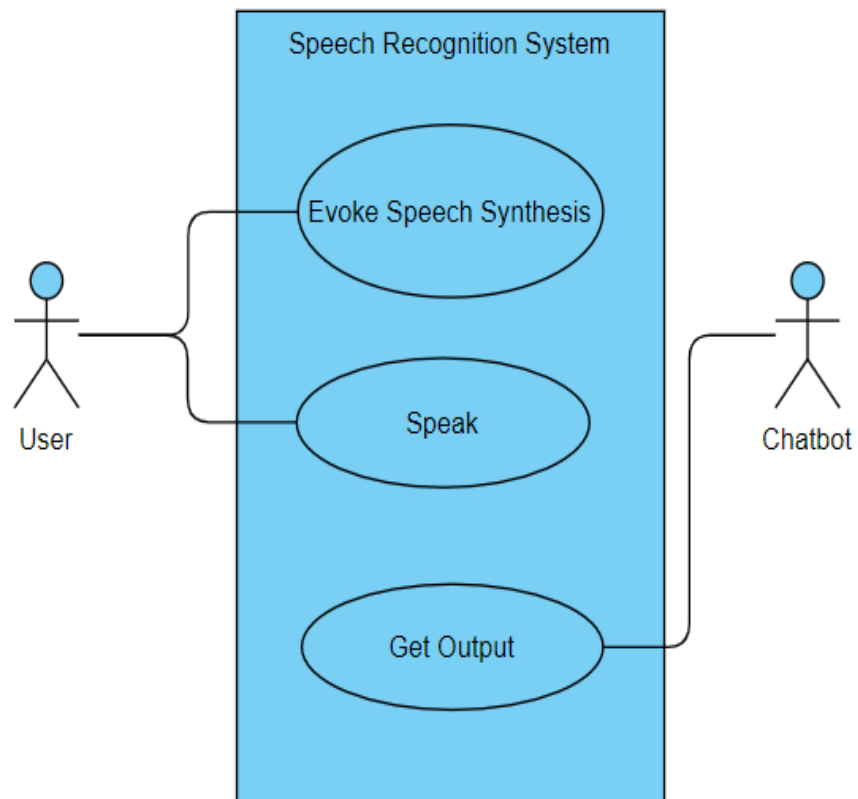 Speech Recognition System
Evoke Speech Synthesis
Speak
User
Chatbot
Get Output